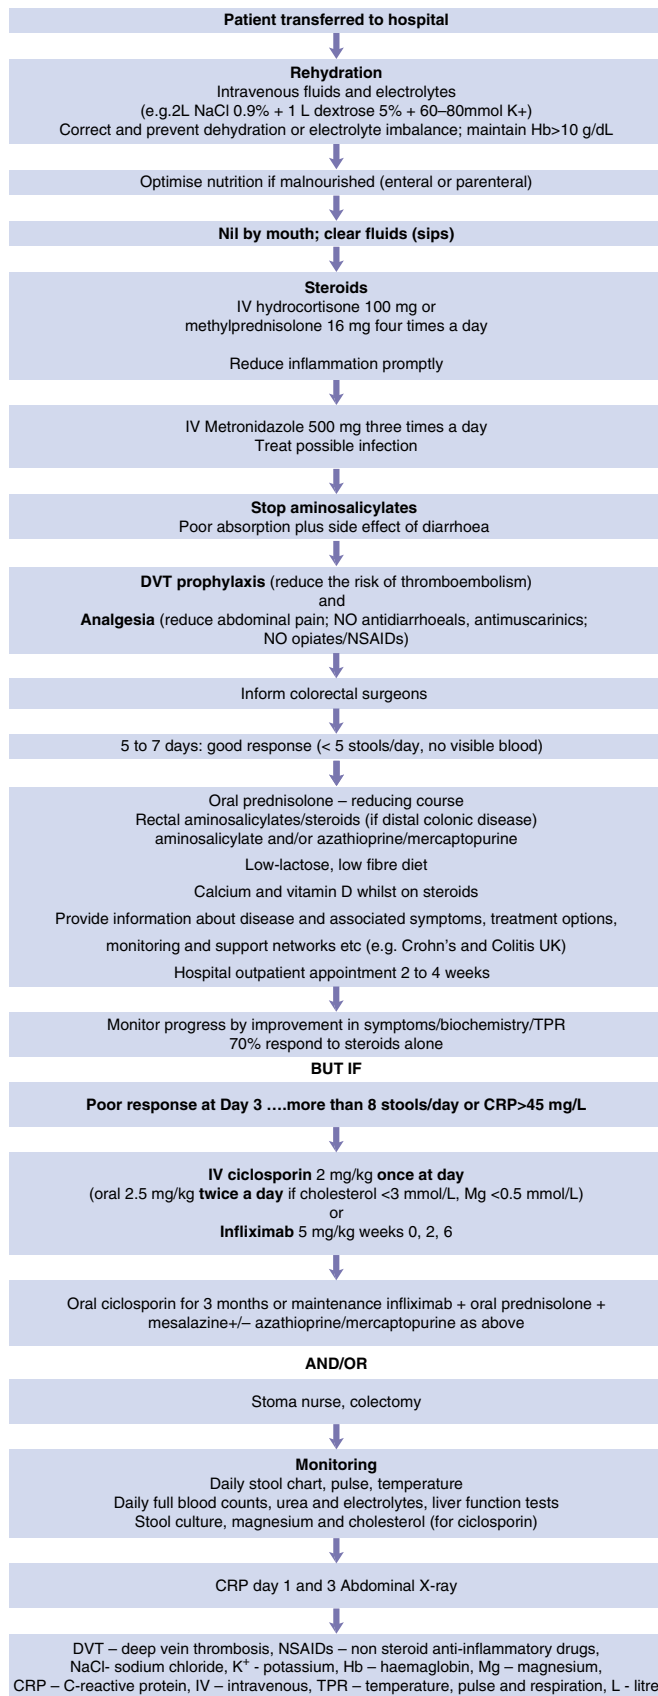 Patient transferred to hospital
Rehydration
Intravenous fluids and electrolytes
(e.g.2L NaCl 0.9% + 1 L dextrose 5% + 60–80mmol K+)
Correct and prevent dehydration or electrolyte imbalance; maintain Hb>10 g/dL
Optimise nutrition if malnourished (enteral or parenteral)
Nil by mouth; clear fluids (sips)
Steroids
IV hydrocortisone 100 mg or
methylprednisolone 16 mg four times a day
Reduce inflammation promptly
IV Metronidazole 500 mg three times a day
Treat possible infection
Stop aminosalicylates
Poor absorption plus side effect of diarrhoea
DVT prophylaxis (reduce the risk of thromboembolism)
and
Analgesia (reduce abdominal pain; NO antidiarrhoeals, antimuscarinics;
NO opiates/NSAIDs)
Inform colorectal surgeons
5 to 7 days: good response (< 5 stools/day, no visible blood)
Oral prednisolone – reducing course
Rectal aminosalicylates/steroids (if distal colonic disease)
aminosalicylate and/or azathioprine/mercaptopurine
Low-lactose, low fibre diet
Calcium and vitamin D whilst on steroids
Provide information about disease and associated symptoms, treatment options,
monitoring and support networks etc (e.g. Crohn's and Colitis UK)
Hospital outpatient appointment 2 to 4 weeks
Monitor progress by improvement in symptoms/biochemistry/TPR
70% respond to steroids alone
BUT IF
Poor response at Day 3 ....more than 8 stools/day or CRP>45 mg/L
IV ciclosporin 2 mg/kg once at day
(oral 2.5 mg/kg twice a day if cholesterol <3 mmol/L, Mg <0.5 mmol/L)
or
Infliximab 5 mg/kg weeks 0, 2, 6
Oral ciclosporin for 3 months or maintenance infliximab + oral prednisolone +
mesalazine+/– azathioprine/mercaptopurine as above
AND/OR
Stoma nurse, colectomy
Monitoring
Daily stool chart, pulse, temperature
Daily full blood counts, urea and electrolytes, liver function tests
Stool culture, magnesium and cholesterol (for ciclosporin)
CRP day 1 and 3 Abdominal X-ray
DVT – deep vein thrombosis, NSAIDs – non steroid anti-inflammatory drugs,
NaCl- sodium chloride, K⁺ - potassium, Hb – haemaglobin, Mg – magnesium,
CRP – C-reactive protein, IV – intravenous, TPR – temperature, pulse and respiration, L - litre